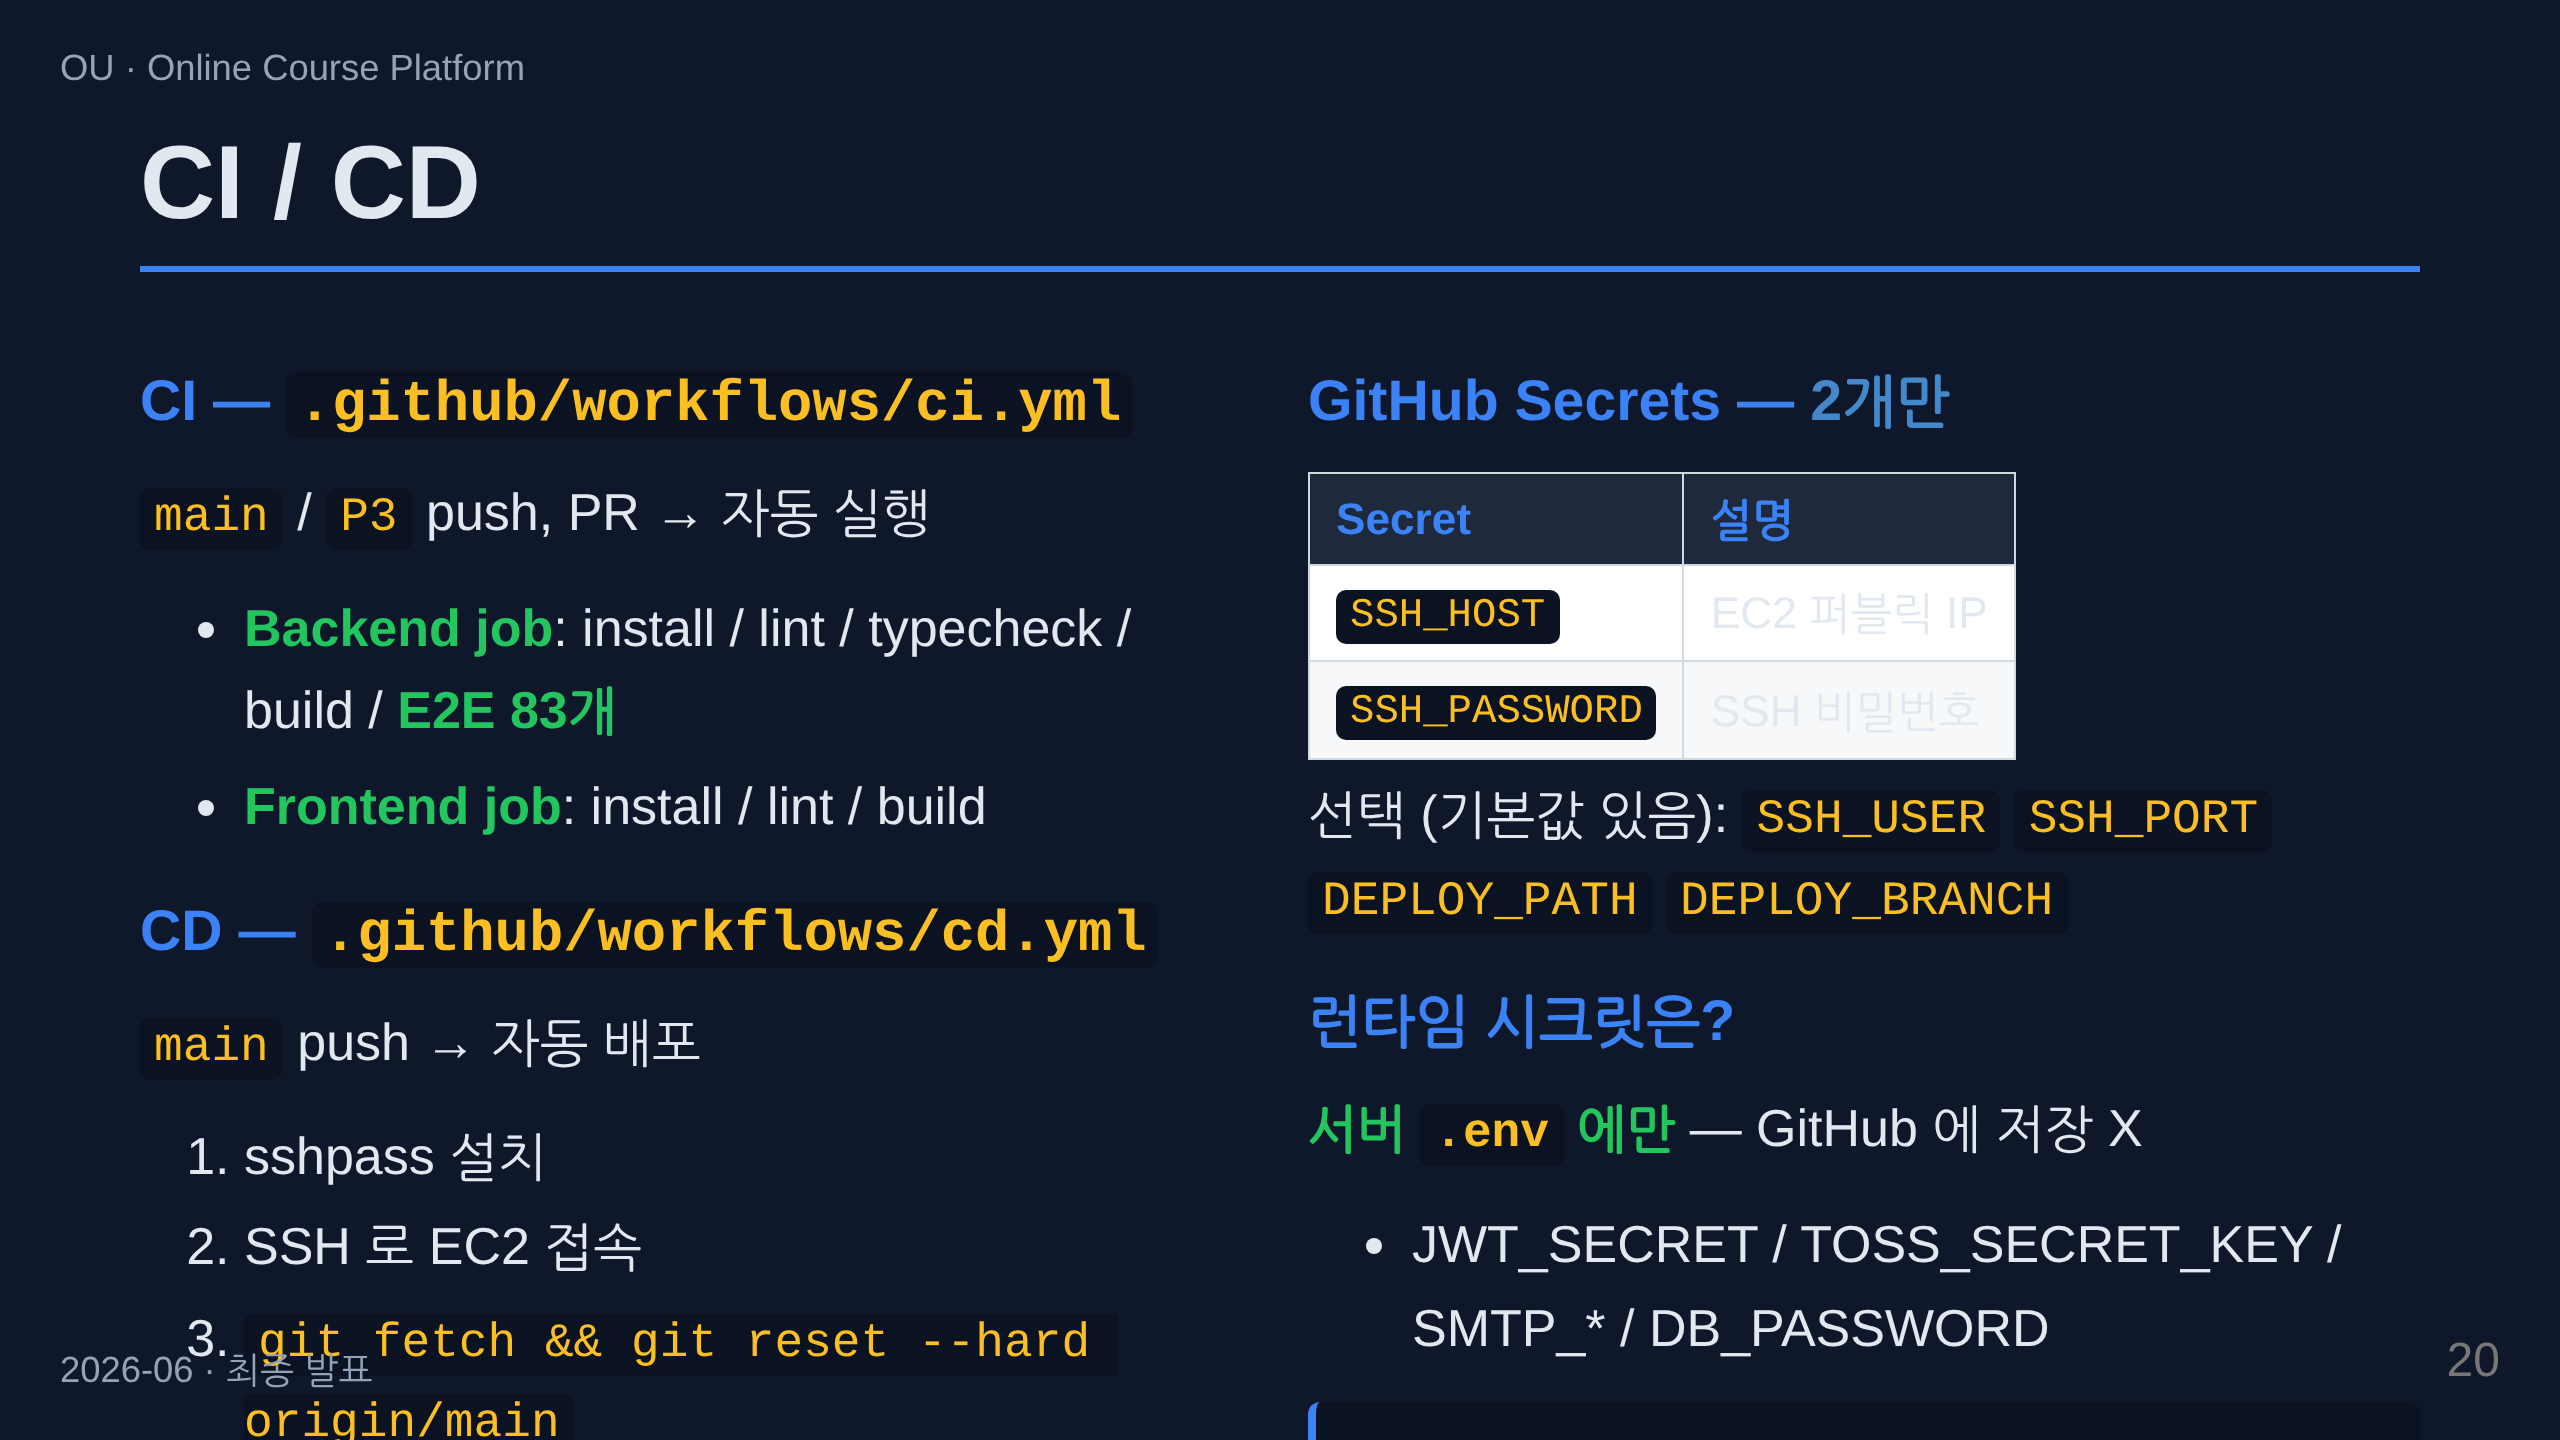 OU · Online Course Platform
CI / CD
CI — .github/workflows/ci.yml
main / P3 push, PR → 자동 실행
• Backend job: install / lint / typecheck /
build / E2E 83개
• Frontend job: install / lint / build
CD — .github/workflows/cd.yml
main push → 자동 배포
1. sshpass 설치
2. SSH 로 EC2 접속
3. git fetch && git reset --hard
origin/main
GitHub Secrets — 2개만
Secret 설명
SSH_HOST EC2 퍼블릭 IP
SSH_PASSWORD SSH 비밀번호
선택 (기본값 있음): SSH_USER SSH_PORT
DEPLOY_PATH DEPLOY_BRANCH
런타임 시크릿은?
서버 .env 에만 — GitHub 에 저장 X
• JWT_SECRET / TOSS_SECRET_KEY /
SMTP_* / DB_PASSWORD
2026-06 · 최종 발표
20